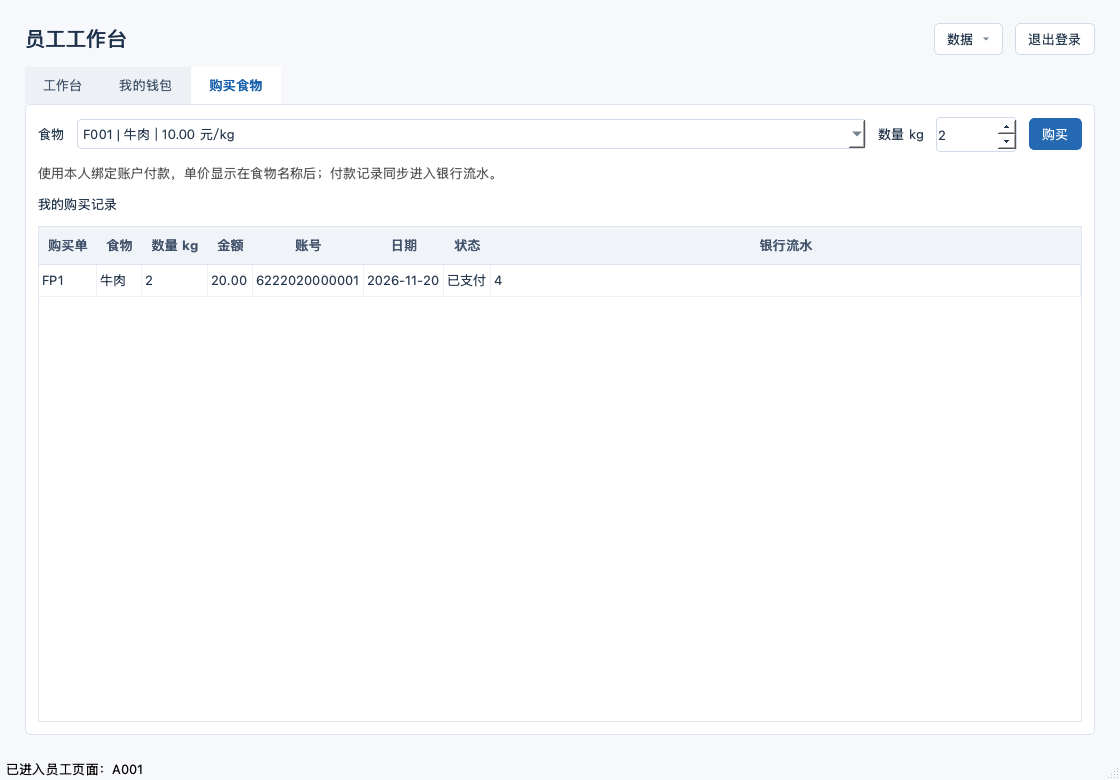 员工工作台 数据 退出登录
工作台 我的钱包 购买食物
食物 F001 | 牛肉 | 10.00 元/kg 数量 kg 2 购买
使用本人绑定账户付款，单价显示在食物名称后；付款记录同步进入银行流水。
我的购买记录
购买单 食物 数量 kg 金额 账号 日期 状态 银行流水
FP1 牛肉 2 20.00 6222020000001 2026-11-20 已支付 4
已进入员工页面：A001